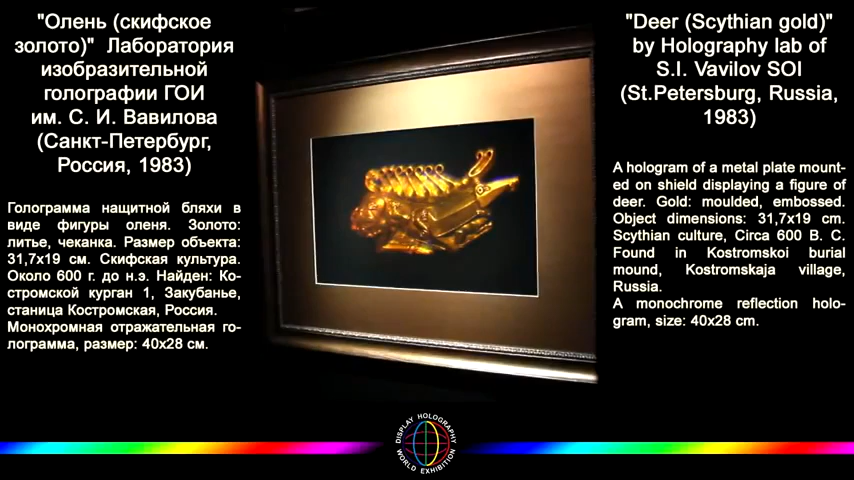 "Олень (скифское
золото)" Лаборатория
изобразительной
голографии ГОИ
им. С. И. Вавилова
(Санкт-Петербург,
Россия, 1983)
Голограмма нащитной бляхи в
виде фигуры оленя. Золото:
литье, чеканка. Размер объекта:
31,7х19 см. Скифская культура.
Около 600 г. до н.э. Найден: Ко-
стромской курган 1, Закубанье,
станица Костромская, Россия.
Монохромная отражательная го-
лограмма, размер: 40х28 см.
"Deer (Scythian gold)"
by Holography lab of
S.I. Vavilov SOI
(St.Petersburg, Russia,
1983)
A hologram of a metal plate mount-
ed on shield displaying a figure of
deer. Gold: moulded, embossed.
Object dimensions: 31,7x19 cm.
Scythian culture, Circa 600 B. C.
Found in Kostromskoi burial
mound, Kostromskaja village,
Russia.
A monochrome reflection holo-
gram, size: 40x28 cm.
DISPLAY HOLOGRAPHY
WORLD EXHIBITION